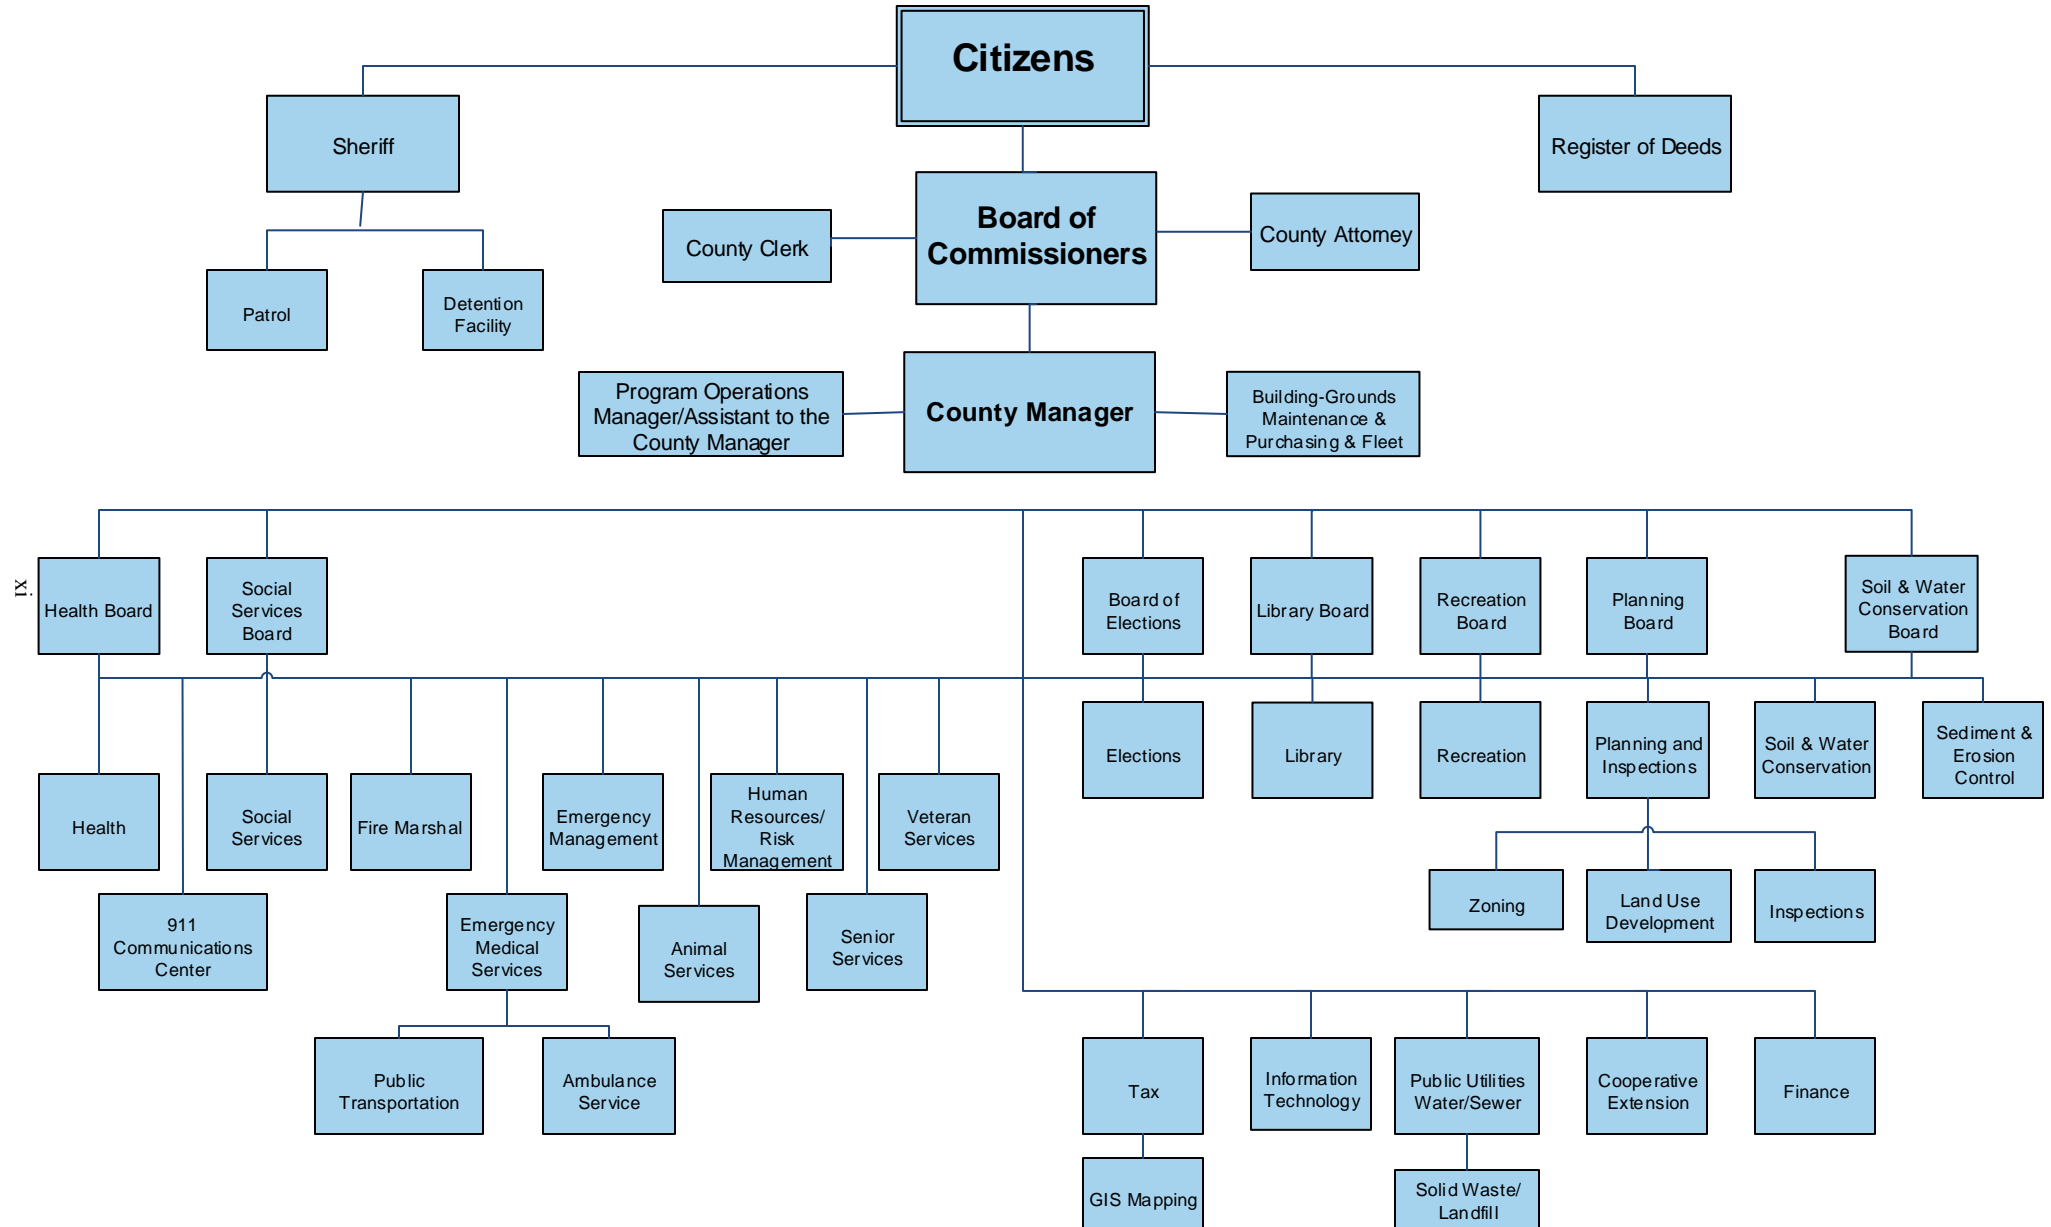 Citizens
Sheriff
Register of Deeds
Board of
Commissioners
County Clerk
County Attorney
Patrol
Detention
Facility
Program Operations
Manager/Assistant to the
County Manager
County Manager
Building-Grounds
Maintenance &
Purchasing & Fleet
xi
Health Board
Social
Services
Board
Board of
Elections
Library Board
Recreation
Board
Planning
Board
Soil & Water
Conservation
Board
Elections
Library
Recreation
Planning and
Inspections
Soil & Water
Conservation
Sediment &
Erosion
Control
Health
Social
Services
Fire Marshal
Emergency
Management
Human
Resources/
Risk
Management
Veteran
Services
911
Communications
Center
Emergency
Medical
Services
Animal
Services
Senior
Services
Zoning
Land Use
Development
Inspections
Public
Transportation
Ambulance
Service
Tax
Information
Technology
Public Utilities
Water/Sewer
Cooperative
Extension
Finance
GIS Mapping
Solid Waste/
Landfill